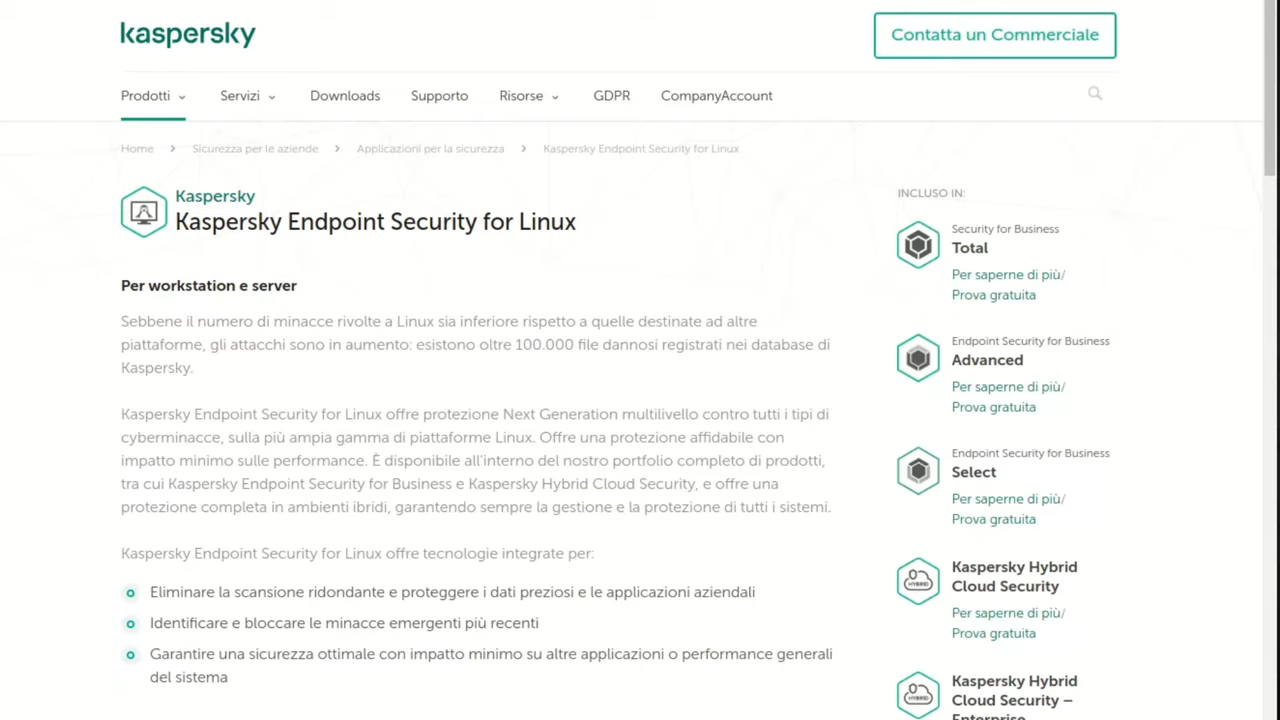 kaspersky
Contatta un Commerciale
Prodotti
Servizi
Downloads
Supporto
Risorse
GDPR
CompanyAccount
Home
Sicurezza per le aziende
Applicazioni per la sicurezza
Kaspersky Endpoint Security for Linux
Kaspersky
Kaspersky Endpoint Security for Linux
Per workstation e server
Sebbene il numero di minacce rivolte a Linux sia inferiore rispetto a quelle destinate ad altre
piattaforme, gli attacchi sono in aumento: esistono oltre 100.000 file dannosi registrati nei database di
Kaspersky.
Kaspersky Endpoint Security for Linux offre protezione Next Generation multilivello contro tutti i tipi di
cyberminacce, sulla più ampia gamma di piattaforme Linux. Offre una protezione affidabile con
impatto minimo sulle performance. È disponibile all'interno del nostro portfolio completo di prodotti,
tra cui Kaspersky Endpoint Security for Business e Kaspersky Hybrid Cloud Security, e offre una
protezione completa in ambienti ibridi, garantendo sempre la gestione e la protezione di tutti i sistemi.
Kaspersky Endpoint Security for Linux offre tecnologie integrate per:
Eliminare la scansione ridondante e proteggere i dati preziosi e le applicazioni aziendali
Identificare e bloccare le minacce emergenti più recenti
Garantire una sicurezza ottimale con impatto minimo su altre applicazioni o performance generali
del sistema
INCLUSO IN:
Security for Business
Total
Per saperne di più/
Prova gratuita
Endpoint Security for Business
Advanced
Per saperne di più/
Prova gratuita
Endpoint Security for Business
Select
Per saperne di più/
Prova gratuita
HYBRID
Kaspersky Hybrid
Cloud Security
Per saperne di più/
Prova gratuita
HYBRID
Kaspersky Hybrid
Cloud Security –
Enterprise